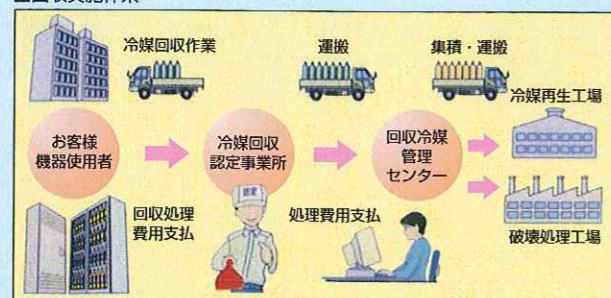 冷媒回収作業
運搬
集積・運搬
冷媒再生工場
お客様
機器使用者
冷媒回収
認定事業所
回収冷媒
管理
センター
回収処理
費用支払
認定
処理費用支払
破壊処理工場